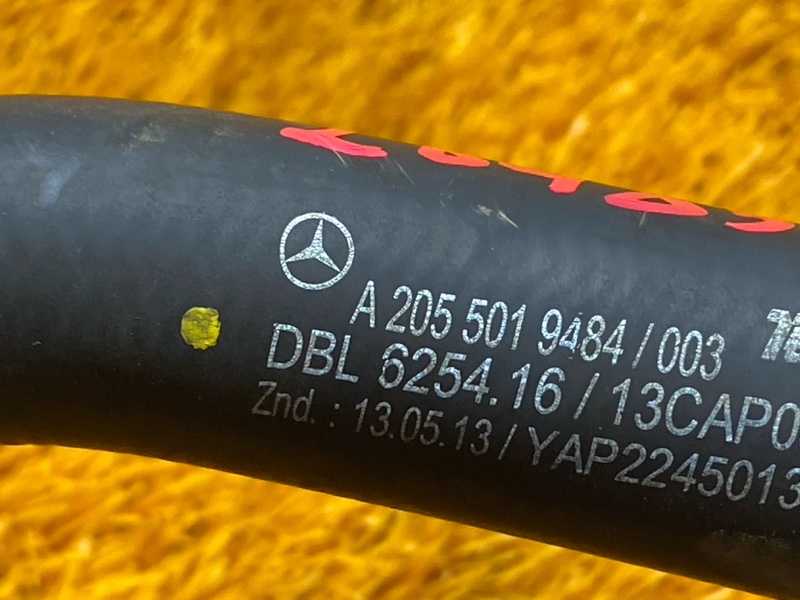 A 205 501 9484 / 003
DBL 6254.16 / 13CAP0
Znd. : 13.05.13 / YAP2245013